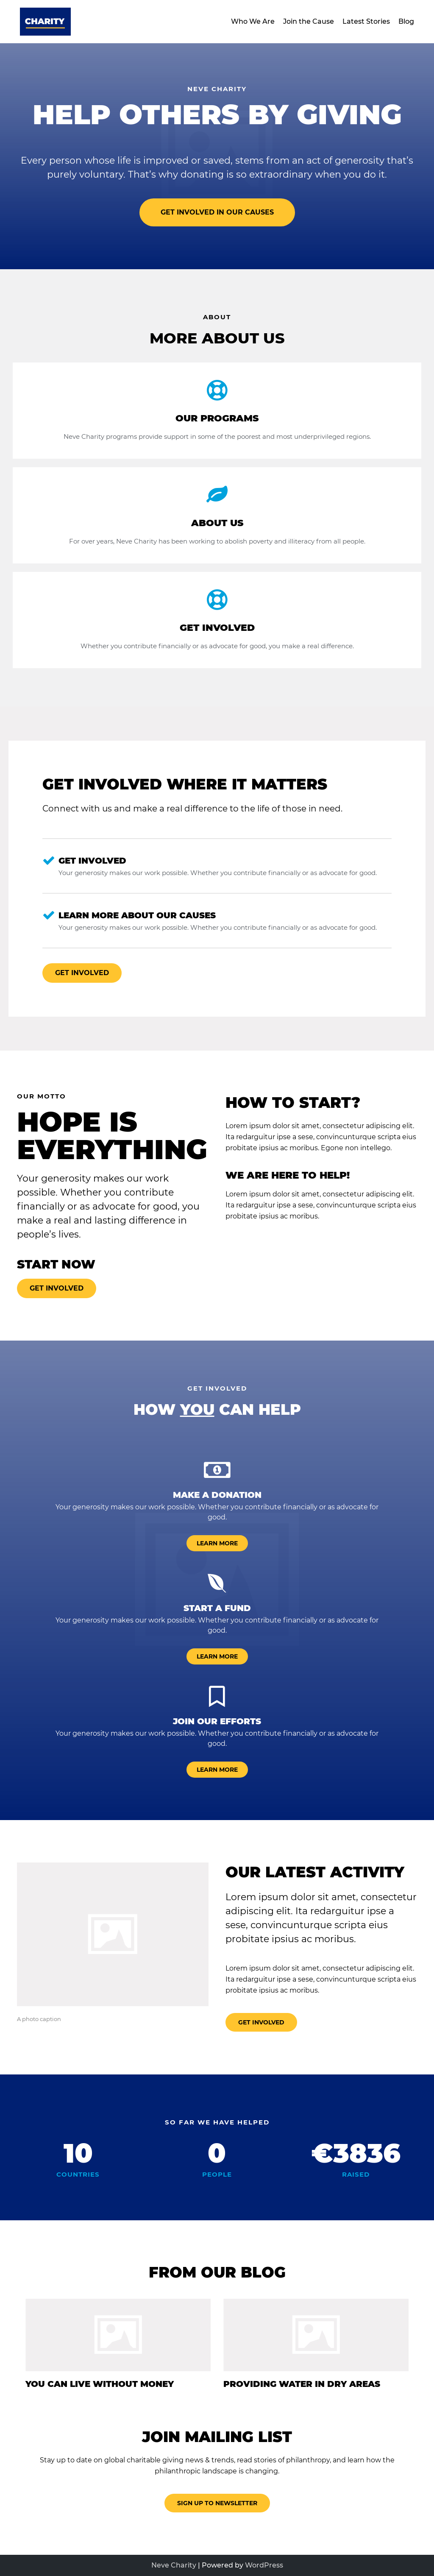 CHARITY
Who We Are Join the Cause Latest Stories Blog
NEVE CHARITY
HELP OTHERS BY GIVING
Every person whose life is improved or saved, stems from an act of generosity that's
purely voluntary. That's why donating is so extraordinary when you do it.
GET INVOLVED IN OUR CAUSES
ABOUT
MORE ABOUT US
OUR PROGRAMS
Neve Charity programs provide support in some of the poorest and most underprivileged regions.
ABOUT US
For over years, Neve Charity has been working to abolish poverty and illiteracy from all people.
GET INVOLVED
Whether you contribute financially or as advocate for good, you make a real difference.
GET INVOLVED WHERE IT MATTERS
Connect with us and make a real difference to the life of those in need.
GET INVOLVED
Your generosity makes our work possible. Whether you contribute financially or as advocate for good.
LEARN MORE ABOUT OUR CAUSES
Your generosity makes our work possible. Whether you contribute financially or as advocate for good.
GET INVOLVED
OUR MOTTO
HOPE IS
EVERYTHING
Your generosity makes our work
possible. Whether you contribute
financially or as advocate for good, you
make a real and lasting difference in
people's lives.
START NOW
GET INVOLVED
HOW TO START?
Lorem ipsum dolor sit amet, consectetur adipiscing elit.
Ita redarguitur ipse a sese, convincunturque scripta eius
probitate ipsius ac moribus. Egone non intellego.
WE ARE HERE TO HELP!
Lorem ipsum dolor sit amet, consectetur adipiscing elit.
Ita redarguitur ipse a sese, convincunturque scripta eius
probitate ipsius ac moribus.
GET INVOLVED
HOW YOU CAN HELP
MAKE A DONATION
Your generosity makes our work possible. Whether you contribute financially or as advocate for
good.
LEARN MORE
START A FUND
Your generosity makes our work possible. Whether you contribute financially or as advocate for
good.
LEARN MORE
JOIN OUR EFFORTS
Your generosity makes our work possible. Whether you contribute financially or as advocate for
good.
LEARN MORE
A photo caption
OUR LATEST ACTIVITY
Lorem ipsum dolor sit amet, consectetur
adipiscing elit. Ita redarguitur ipse a
sese, convincunturque scripta eius
probitate ipsius ac moribus.
Lorem ipsum dolor sit amet, consectetur adipiscing elit.
Ita redarguitur ipse a sese, convincunturque scripta eius
probitate ipsius ac moribus.
GET INVOLVED
SO FAR WE HAVE HELPED
10 0 €3836
COUNTRIES PEOPLE RAISED
FROM OUR BLOG
YOU CAN LIVE WITHOUT MONEY
PROVIDING WATER IN DRY AREAS
JOIN MAILING LIST
Stay up to date on global charitable giving news & trends, read stories of philanthropy, and learn how the
philanthropic landscape is changing.
SIGN UP TO NEWSLETTER
Neve Charity | Powered by WordPress